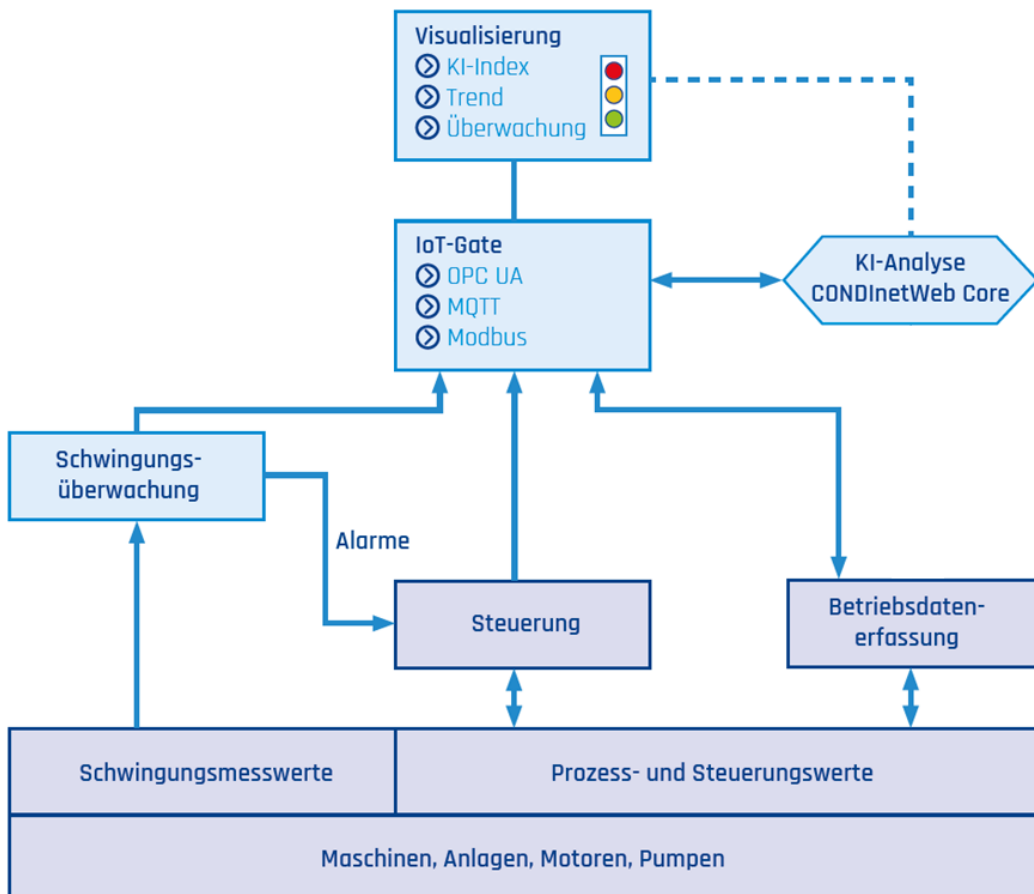 Visualisierung
KI-Index
Trend
Überwachung
IoT-Gate
OPC UA
MQTT
Modbus
KI-Analyse
CONDInetWeb Core
Schwingungs-
überwachung
Alarme
Steuerung
Betriebsdaten-
erfassung
Schwingungsmesswerte
Prozess- und Steuerungswerte
Maschinen, Anlagen, Motoren, Pumpen